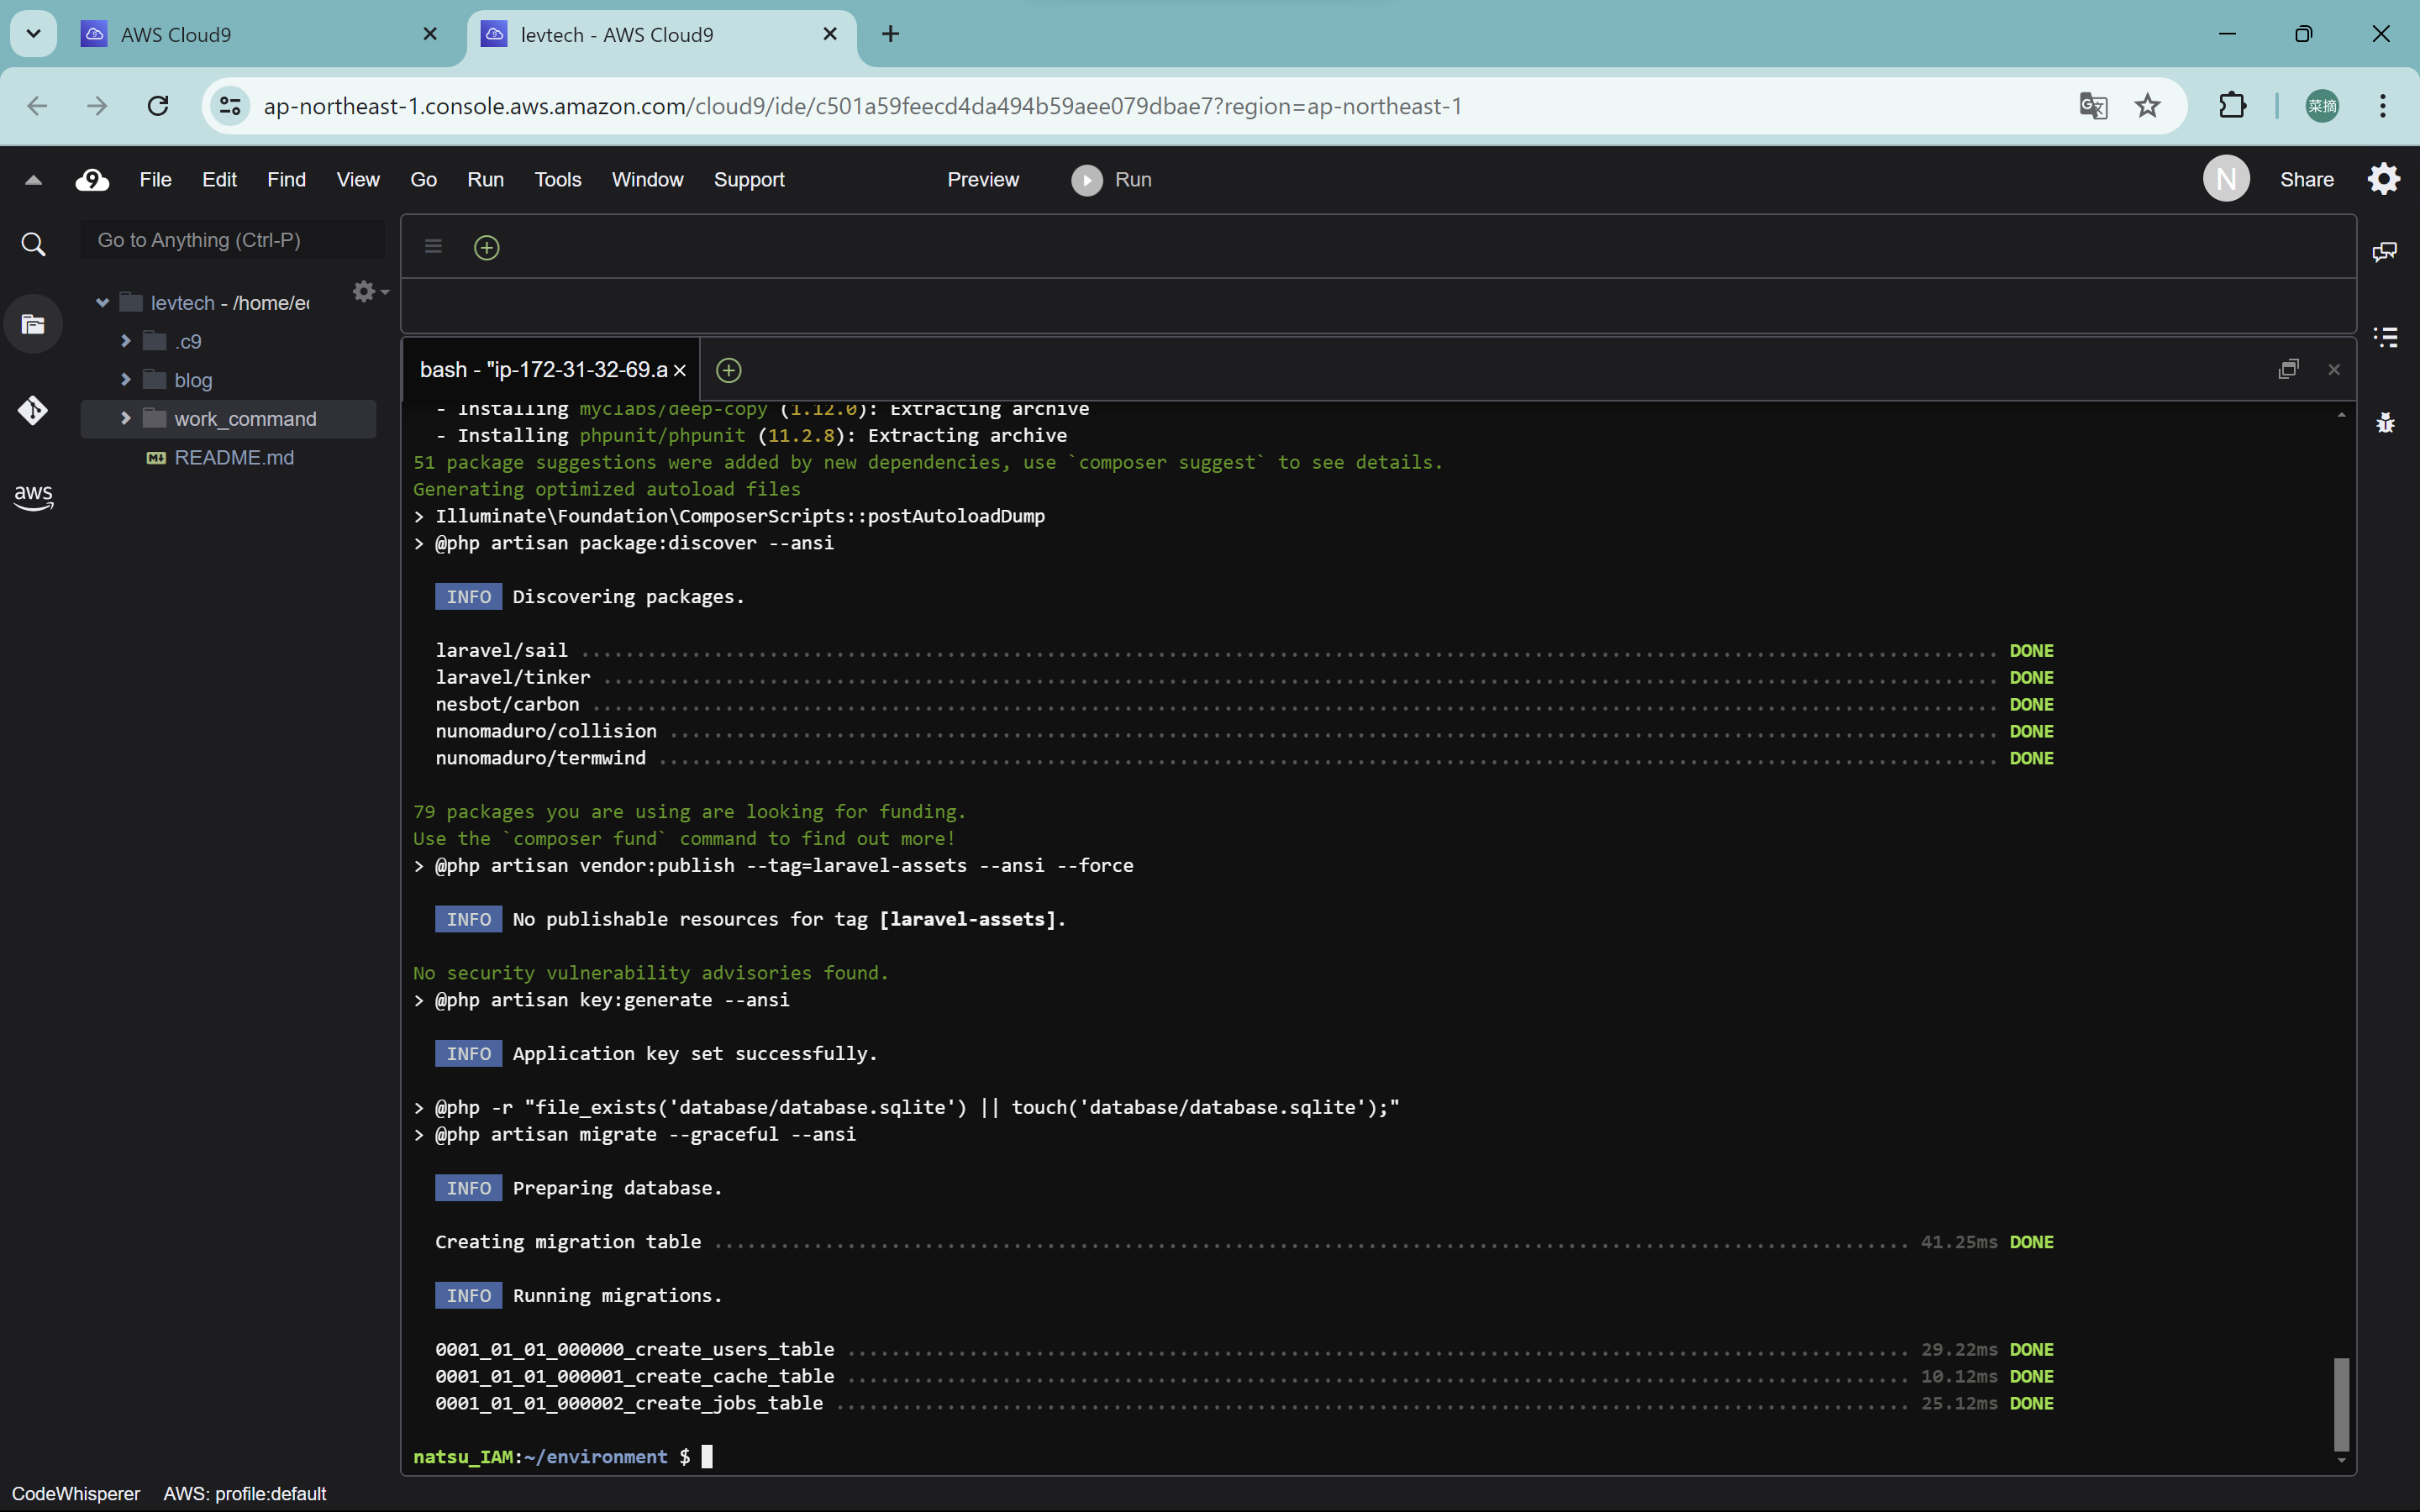 AWS Cloud9
levtech - AWS Cloud9
ap-northeast-1.console.aws.amazon.com/cloud9/ide/c501a59feecd4da494b59aee079dbae7?region=ap-northeast-1
菜摘
9 File Edit Find View Go Run Tools Window Support Preview Run N Share
Go to Anything (Ctrl-P)
levtech - /home/ec
.c9
blog
work_command
README.md
aws
bash - "ip-172-31-32-69.a
- Installing myclabs/deep-copy (1.12.0): Extracting archive
- Installing phpunit/phpunit (11.2.8): Extracting archive
51 package suggestions were added by new dependencies, use `composer suggest` to see details.
Generating optimized autoload files
> Illuminate\Foundation\ComposerScripts::postAutoloadDump
> @php artisan package:discover --ansi
INFO Discovering packages.
laravel/sail ........ DONE
laravel/tinker ........ DONE
nesbot/carbon ........ DONE
nunomaduro/collision ........ DONE
nunomaduro/termwind ........ DONE
79 packages you are using are looking for funding.
Use the `composer fund` command to find out more!
> @php artisan vendor:publish --tag=laravel-assets --ansi --force
INFO No publishable resources for tag [laravel-assets].
No security vulnerability advisories found.
> @php artisan key:generate --ansi
INFO Application key set successfully.
> @php -r "file_exists('database/database.sqlite') || touch('database/database.sqlite');"
> @php artisan migrate --graceful --ansi
INFO Preparing database.
Creating migration table ........ 41.25ms DONE
INFO Running migrations.
0001_01_01_000000_create_users_table ........ 29.22ms DONE
0001_01_01_000001_create_cache_table ........ 10.12ms DONE
0001_01_01_000002_create_jobs_table ........ 25.12ms DONE
natsu_IAM:~/environment $
CodeWhisperer AWS: profile:default